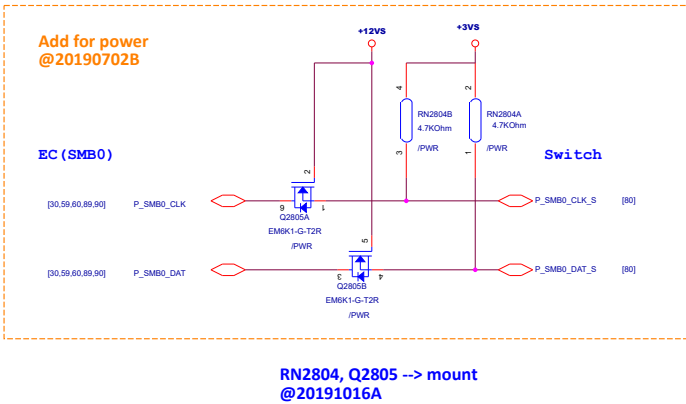 Add for power
@20190702B
+12VS
+3VS
4
2
RN2804B
4.7KOhm
/PWR
3
RN2804A
4.7KOhm
/PWR
1
EC(SMB0)
Switch
2
[30,59,60,89,90] P_SMB0_CLK
6
1
P_SMB0_CLK_S [80]
Q2805A
EM6K1-G-T2R
/PWR
5
[30,59,60,89,90] P_SMB0_DAT
3
4
P_SMB0_DAT_S [80]
Q2805B
EM6K1-G-T2R
/PWR
RN2804, Q2805 --> mount
@20191016A